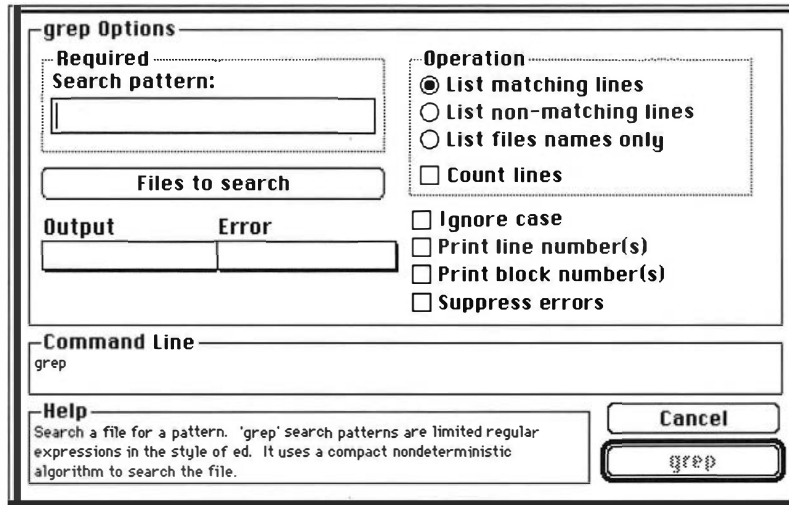 grep Options
Required
Search pattern:
Files to search
Output Error
Operation
List matching lines
List non-matching lines
List files names only
Count lines
Ignore case
Print line number(s)
Print block number(s)
Suppress errors
Command Line
grep
Help
Search a file for a pattern. 'grep' search patterns are limited regular
expressions in the style of ed. It uses a compact nondeterministic
algorithm to search the file.
Cancel
grep